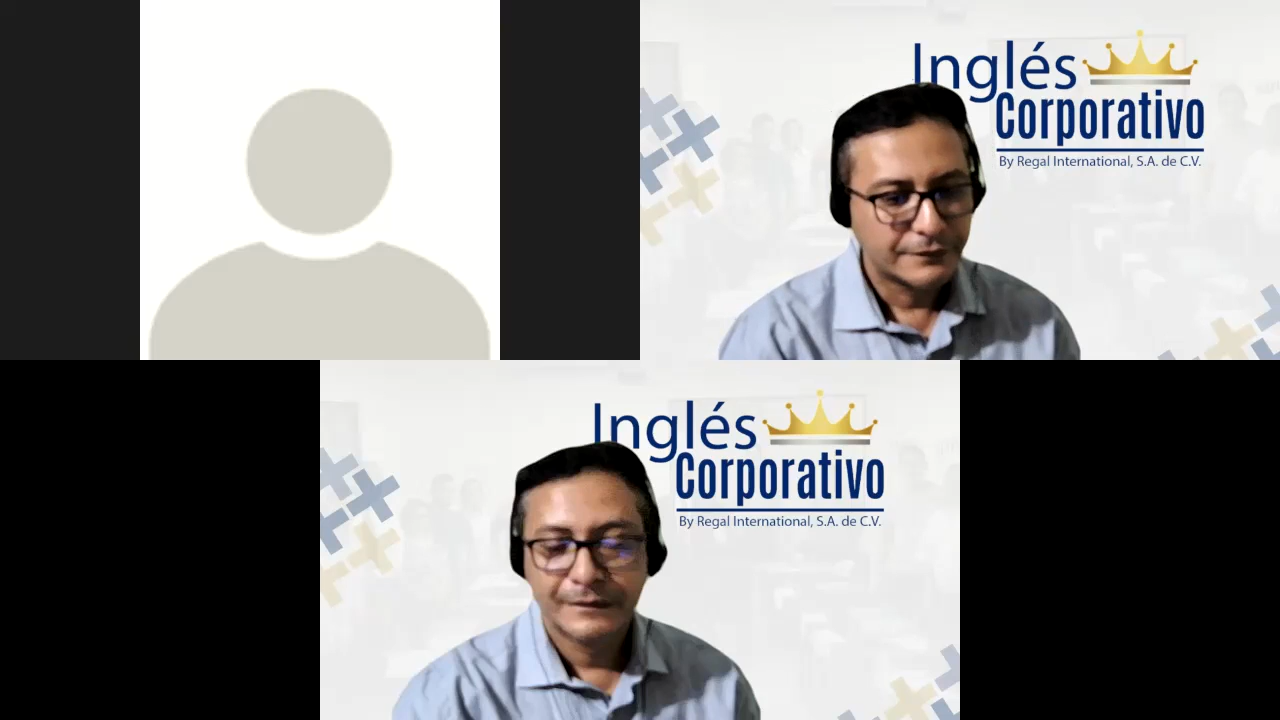 Inglés
Corporativo
By Regal International, S.A. de C.V.
Inglés
Corporativo
By Regal International, S.A. de C.V.